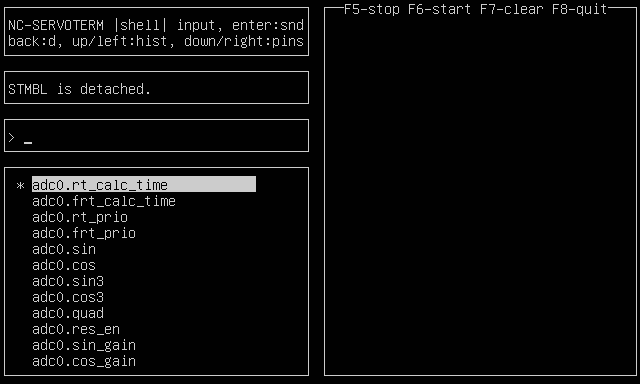 NC-SERVOTERM |shell| input, enter:snd
back:d, up/left:hist, down/right:pins
STMBL is detached.
> _
* adc0.rt_calc_time
adc0.frt_calc_time
adc0.rt_prio
adc0.frt_prio
adc0.sin
adc0.cos
adc0.sin3
adc0.cos3
adc0.quad
adc0.res_en
adc0.sin_gain
adc0.cos_gain
F5-stop F6-start F7-clear F8-quit